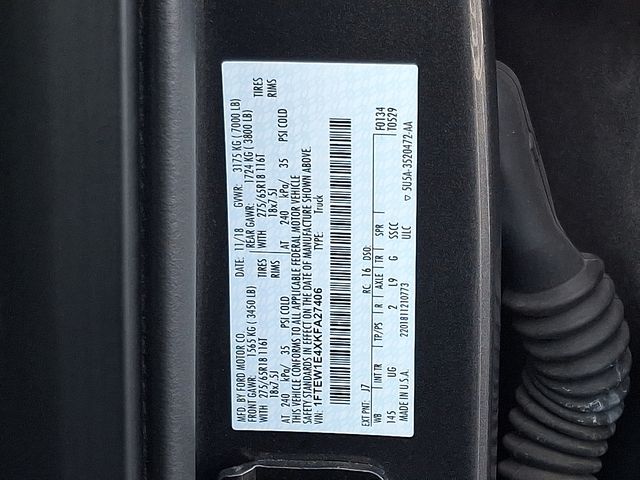 MFD. BY FORD MOTOR CO. DATE: 11/18 GVWR: 3175 KG (7000 LB)
FRONT GAWR: 1565 KG (3450 LB) REAR GAWR: 1724 KG (3800 LB)
WITH 275/65R18 116T TIRES WITH 275/65R18 116T TIRES
18x7.5J RIMS 18x7.5J RIMS
AT 240 kPa/ 35 PSI COLD AT 240 kPa/ 35 PSI COLD
THIS VEHICLE CONFORMS TO ALL APPLICABLE FEDERAL MOTOR VEHICLE
SAFETY STANDARDS IN EFFECT ON THE DATE OF MANUFACTURE SHOWN ABOVE.
VIN: 1FTEW1E4XKFA27406 TYPE: Truck
EXT PNT: J7 RC: 16 DSO: F0134
WB INT TR TP/PS R AXLE TR SPR T0529
145 UG 2 L9 G SSCC
ULC
MADE IN U.S.A. 2201811210773 ▽ 5U5A-3520472-AA